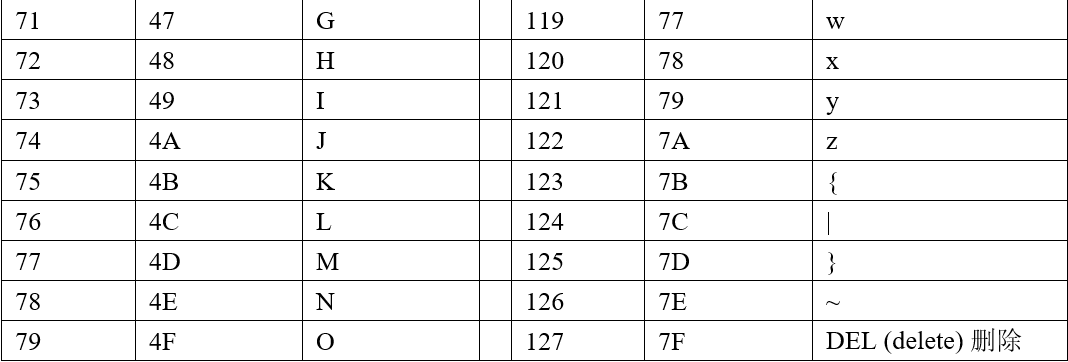 71 47 G 119 77 w
72 48 H 120 78 x
73 49 I 121 79 y
74 4A J 122 7A z
75 4B K 123 7B {
76 4C L 124 7C |
77 4D M 125 7D }
78 4E N 126 7E ~
79 4F O 127 7F DEL (delete) 删除